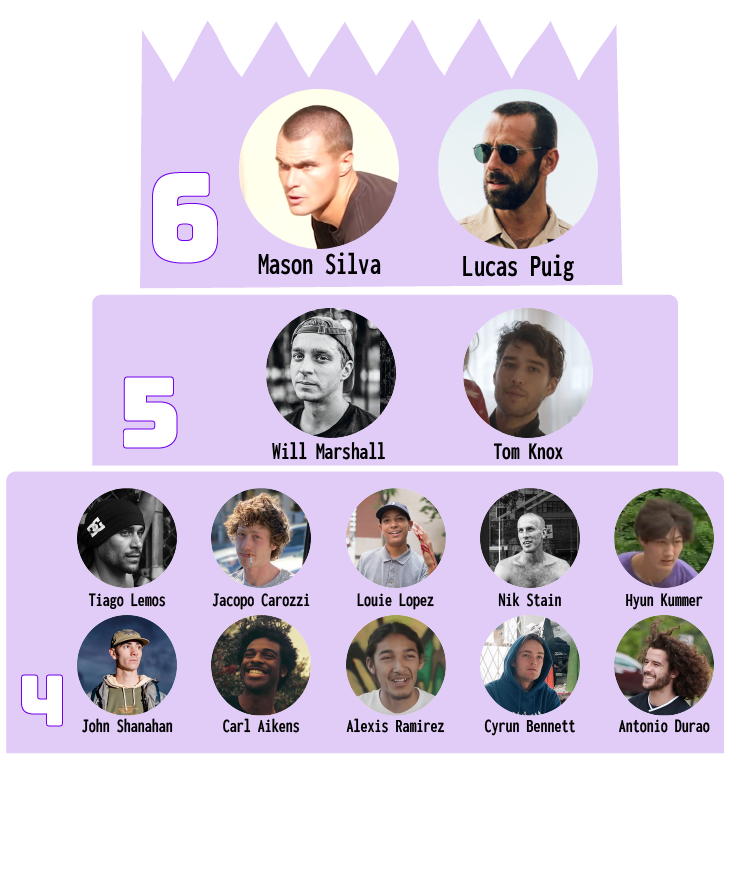 6
Mason Silva
Lucas Puig
5
Will Marshall
Tom Knox
Tiago Lemos
Jacopo Carozzi
Louie Lopez
Nik Stain
Hyun Kummer
4
John Shanahan
Carl Aikens
Alexis Ramirez
Cyrun Bennett
Antonio Durao